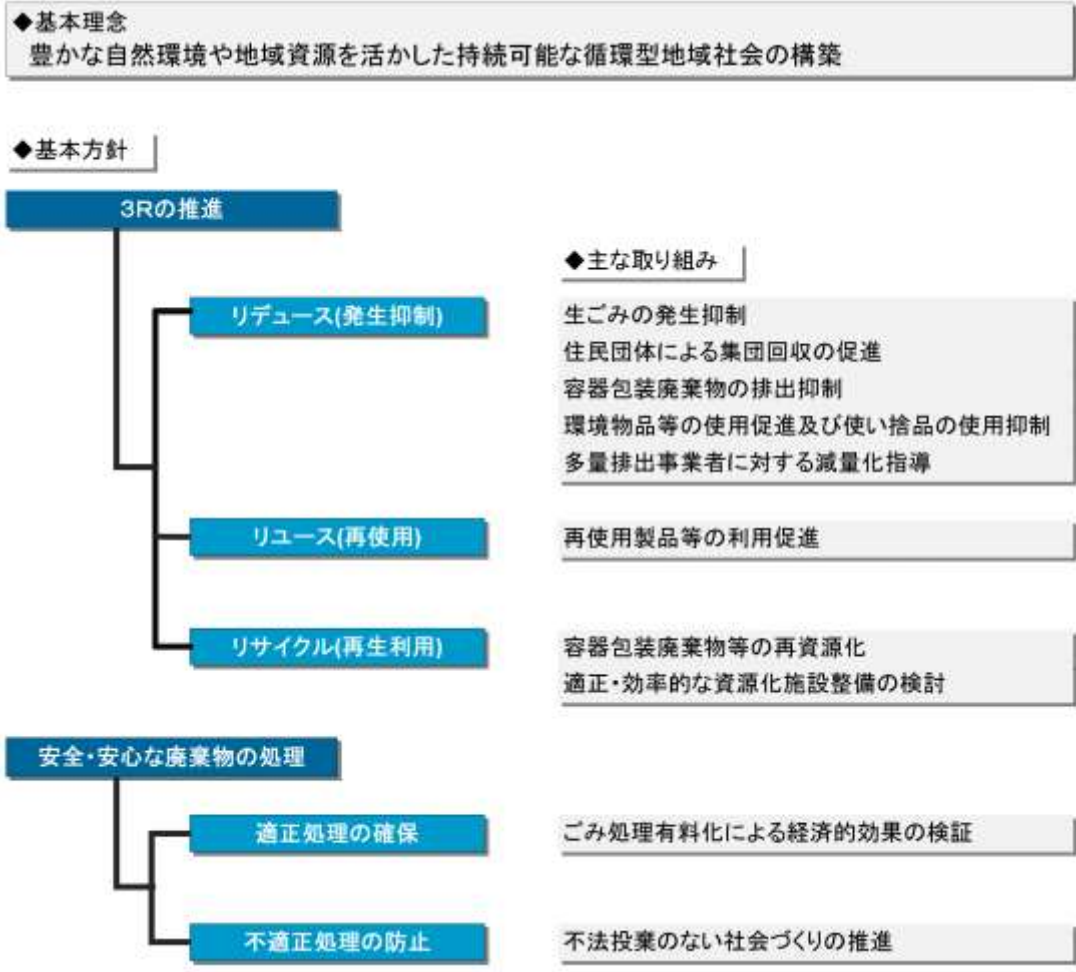 ◆基本理念
豊かな自然環境や地域資源を活かした持続可能な循環型地域社会の構築
◆基本方針
3Rの推進
◆主な取り組み
リデュース(発生抑制)
生ごみの発生抑制
住民団体による集団回収の促進
容器包装廃棄物の排出抑制
環境物品等の使用促進及び使い捨品の使用抑制
多量排出事業者に対する減量化指導
リユース(再使用)
再使用製品等の利用促進
リサイクル(再生利用)
容器包装廃棄物等の再資源化
適正・効率的な資源化施設整備の検討
安全・安心な廃棄物の処理
適正処理の確保
ごみ処理有料化による経済的効果の検証
不適正処理の防止
不法投棄のない社会づくりの推進